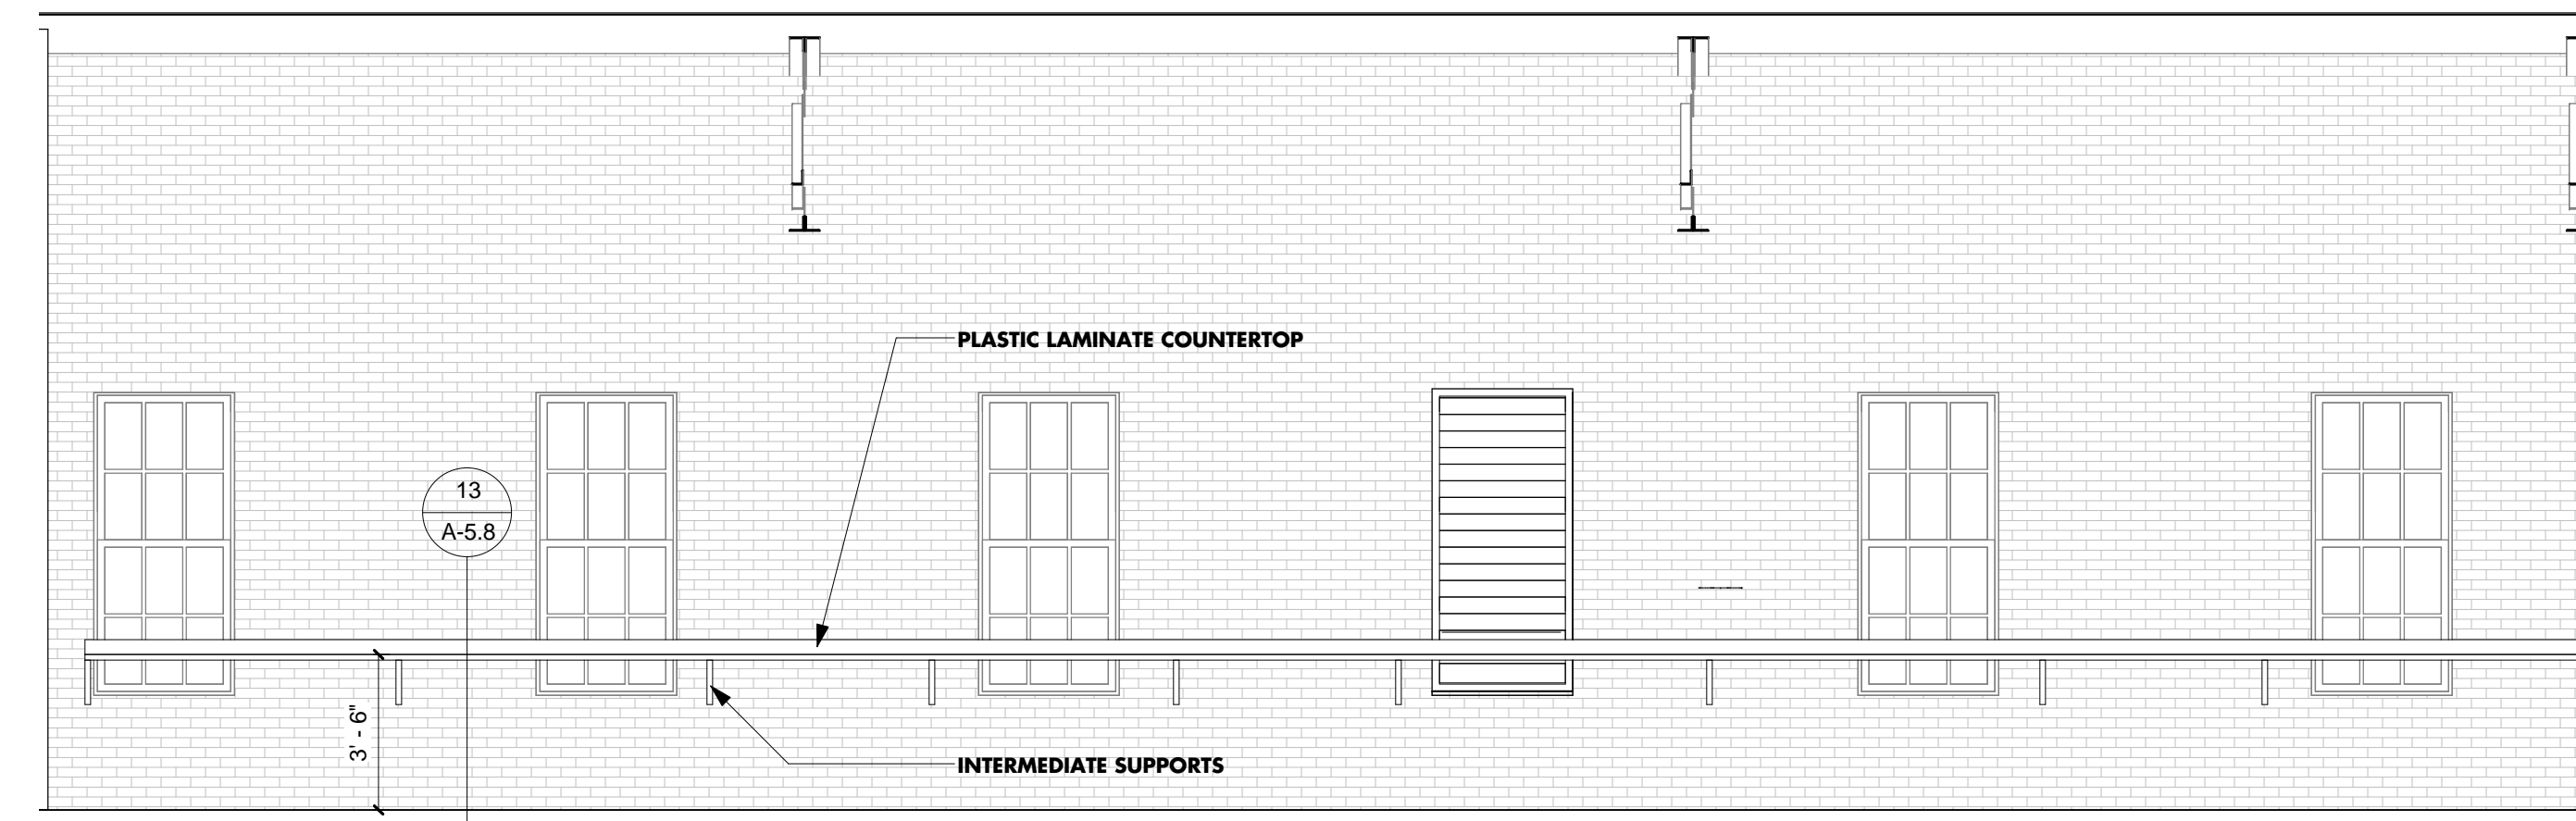 PLASTIC LAMINATE COUNTERTOP
13
A-5.8
3' - 6"
INTERMEDIATE SUPPORTS